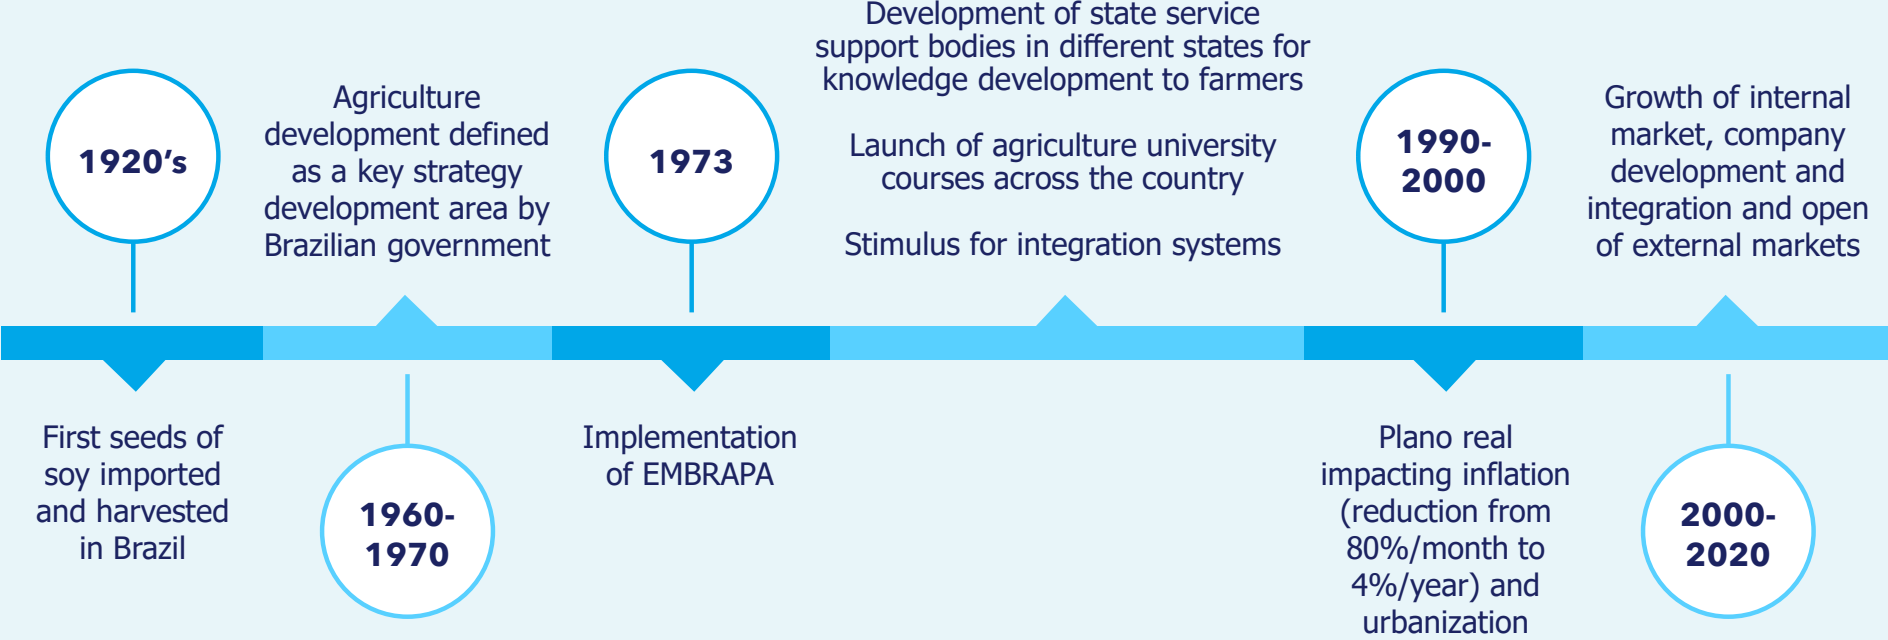 1920's
First seeds of
soy imported
and harvested
in Brazil
Agriculture
development defined
as a key strategy
development area by
Brazilian government
1960-
1970
1973
Implementation
of EMBRAPA
Development of state service
support bodies in different states for
knowledge development to farmers
Launch of agriculture university
courses across the country
Stimulus for integration systems
1990-
2000
Plano real
impacting inflation
(reduction from
80%/month to
4%/year) and
urbanization
Growth of internal
market, company
development and
integration and open
of external markets
2000-
2020